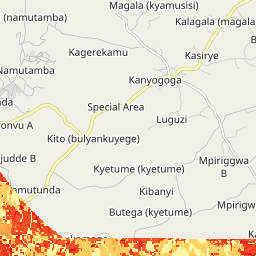 Magala (kyamusisi)
(namutamba)
Kalagala (magala
Kagerekamu
Kasirye
Namutamba
Kanyogoga
Special Area
Luguzi
Kito (bulyankuyege)
Mpiriggwa
B
Kyetume (kyetume)
Kibanyi
Butega (kyetume)